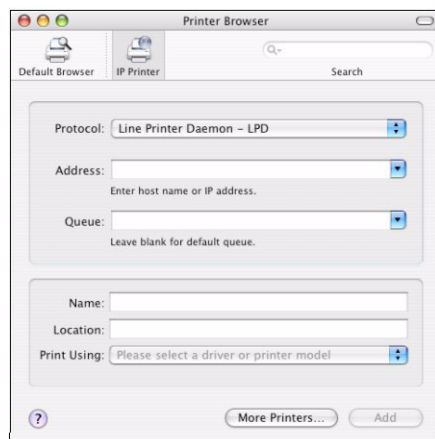 Printer Browser
Default Browser
IP Printer
Search
Protocol: Line Printer Daemon – LPD
Address:
Enter host name or IP address.
Queue:
Leave blank for default queue.
Name:
Location:
Print Using: Please select a driver or printer model
? More Printers... Add